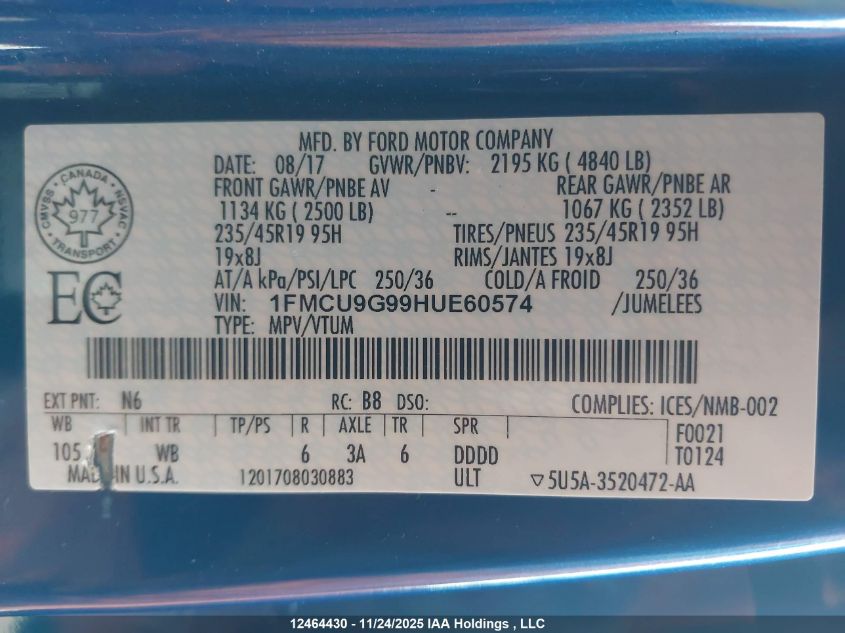 MFD. BY FORD MOTOR COMPANY
DATE: 08/17 GVWR/PNBV: 2195 KG ( 4840 LB)
FRONT GAWR/PNBE AV - REAR GAWR/PNBE AR
1134 KG ( 2500 LB) -- 1067 KG ( 2352 LB)
235/45R19 95H TIRES/PNEUS 235/45R19 95H
19x8J RIMS/JANTES 19x8J
AT/A kPa/PSI/LPC 250/36 COLD/A FROID 250/36
VIN: 1FMCU9G99HUE60574 /JUMELEES
TYPE: MPV/VTUM
CANADA
CMVSS - NSVAC
977
TRANSPORT
EC
EXT PNT: N6 RC: B8 DSO: COMPLIES: ICES/NMB-002
WB INT TR TP/PS R AXLE TR SPR F0021
105 WB 6 3A 6 DDDD T0124
MADE IN U.S.A. 1201708030883 ULT ▽5U5A-3520472-AA
12464430 - 11/24/2025 IAA Holdings , LLC